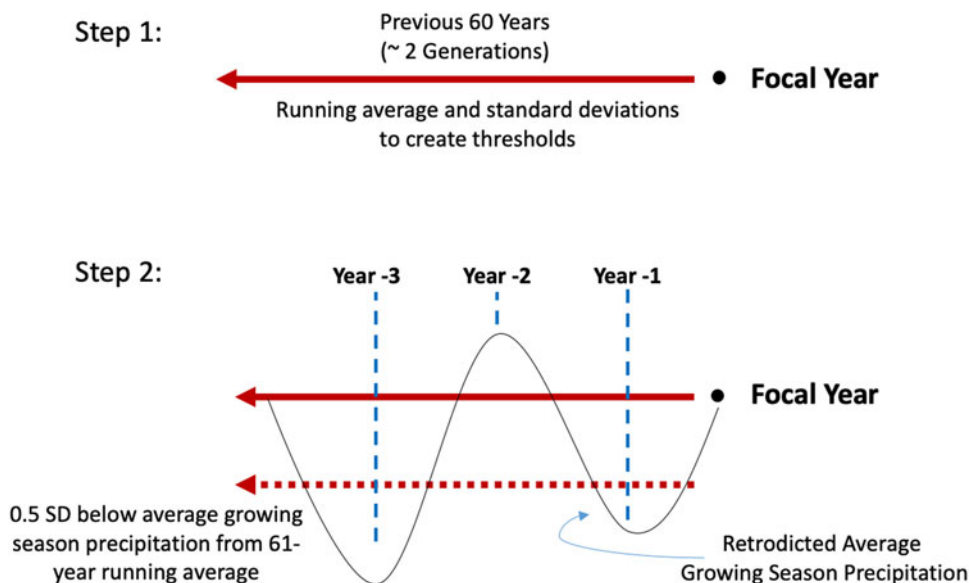 Step 1:
Previous 60 Years
(~ 2 Generations)
Focal Year
Running average and standard deviations
to create thresholds
Step 2:
Year -3
Year -2
Year -1
Focal Year
0.5 SD below average growing
season precipitation from 61-
year running average
Retrodicted Average
Growing Season Precipitation